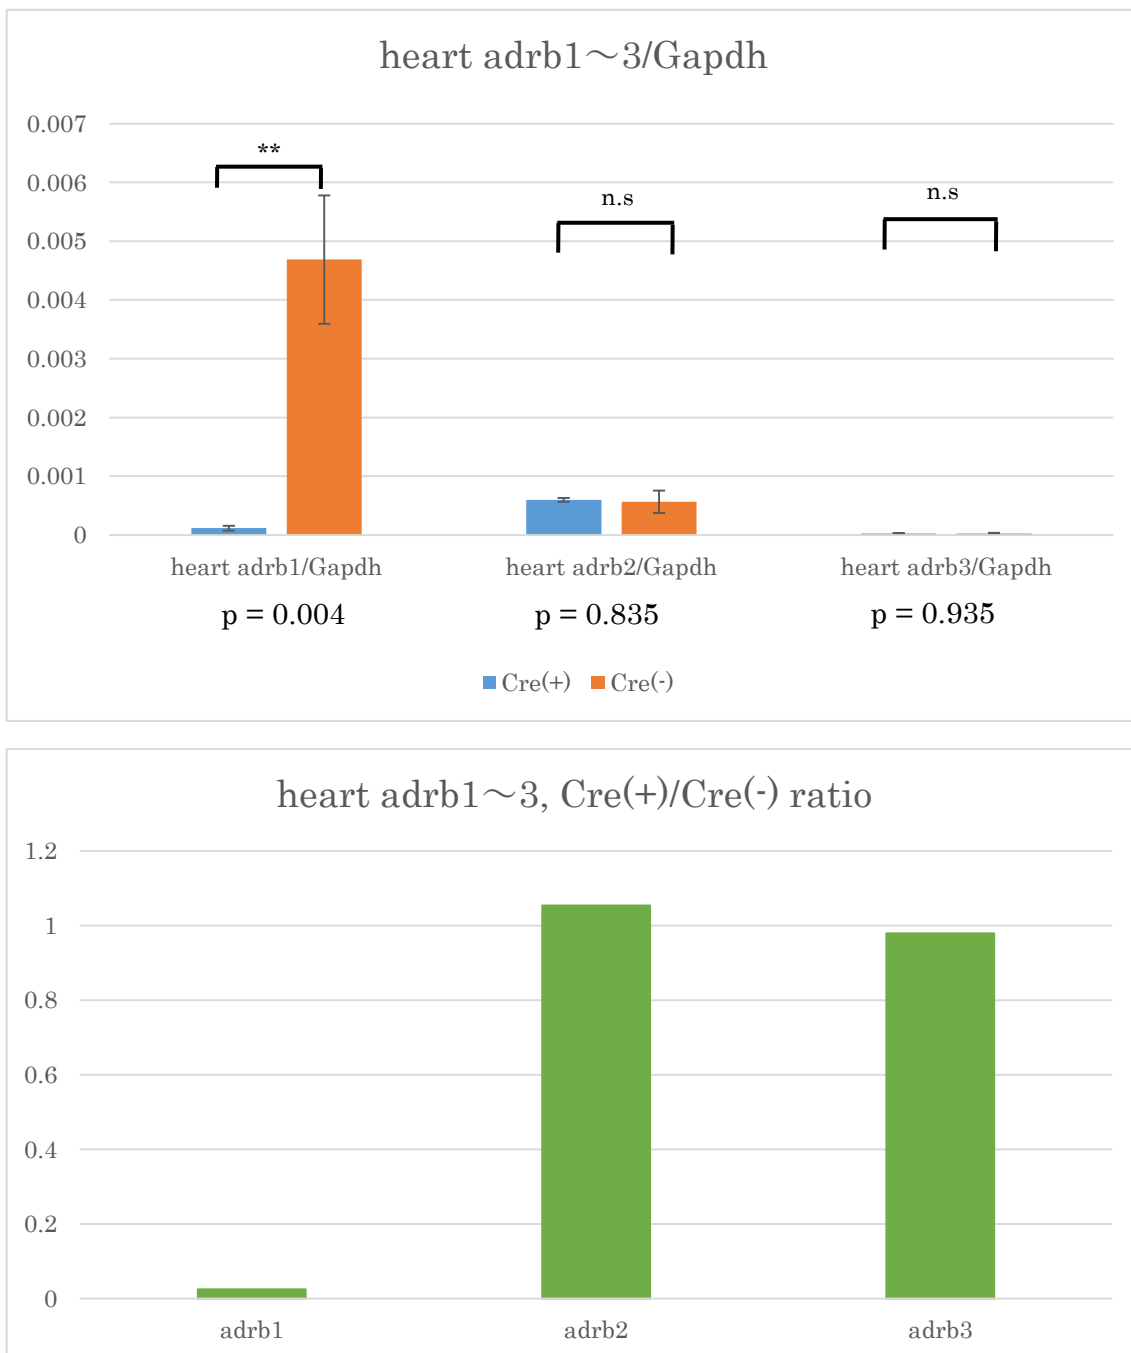 heart adrb1～3/Gapdh
0.007
0.006
0.005
0.004
0.003
0.002
0.001
0
**
n.s
n.s
heart adrb1/Gapdh heart adrb2/Gapdh heart adrb3/Gapdh
p = 0.004 p = 0.835 p = 0.935
Cre(+) Cre(-)
heart adrb1～3, Cre(+)/Cre(-) ratio
1.2
1
0.8
0.6
0.4
0.2
0
adrb1 adrb2 adrb3